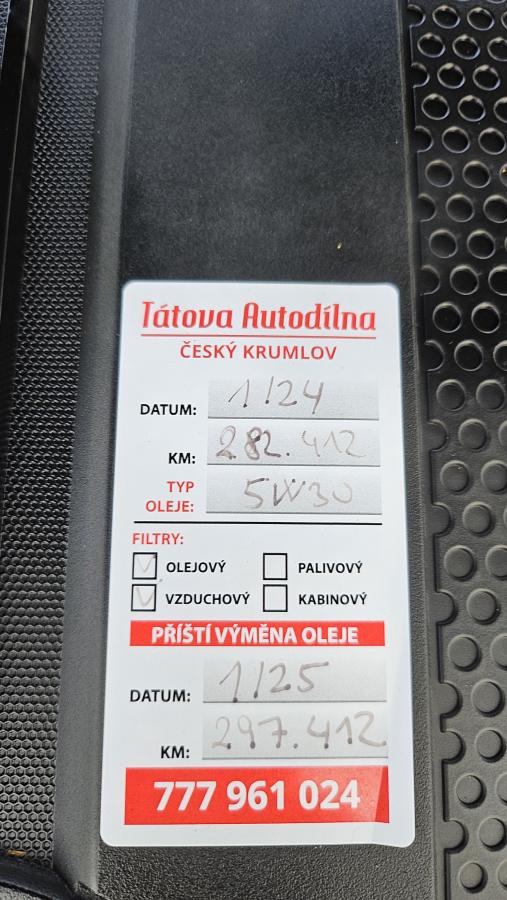 Tátova Autodílna
ČESKÝ KRUMLOV
DATUM: 1/24
KM: 282.412
TYP OLEJE: 5W30
FILTRY:
OLEJOVÝ PALIVOVÝ
VZDUCHOVÝ KABINOVÝ
PŘÍŠTÍ VÝMĚNA OLEJE
DATUM: 1/25
KM: 297.412
777 961 024